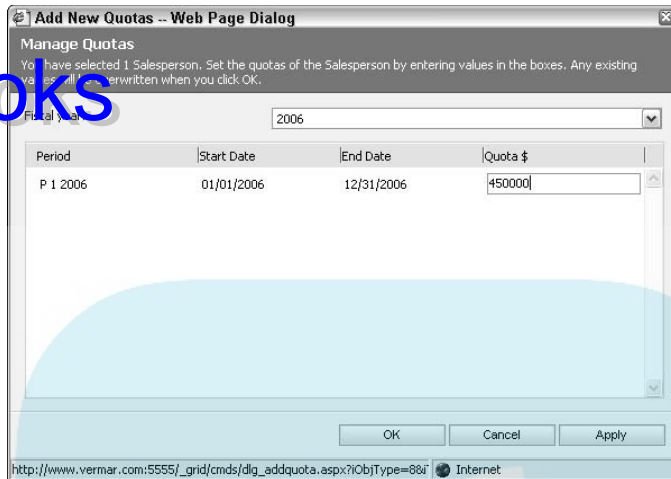 Add New Quotas -- Web Page Dialog
Manage Quotas
You have selected 1 Salesperson. Set the quotas of the Salesperson by entering values in the boxes. Any existing
values will be overwritten when you click OK.
oks
Fiscal year 2006
Period Start Date End Date Quota $
P 1 2006 01/01/2006 12/31/2006 450000
OK Cancel Apply
http://www.vermar.com:5555/_grid/cmds/dlg_addquota.aspx?iObjType=8&i Internet